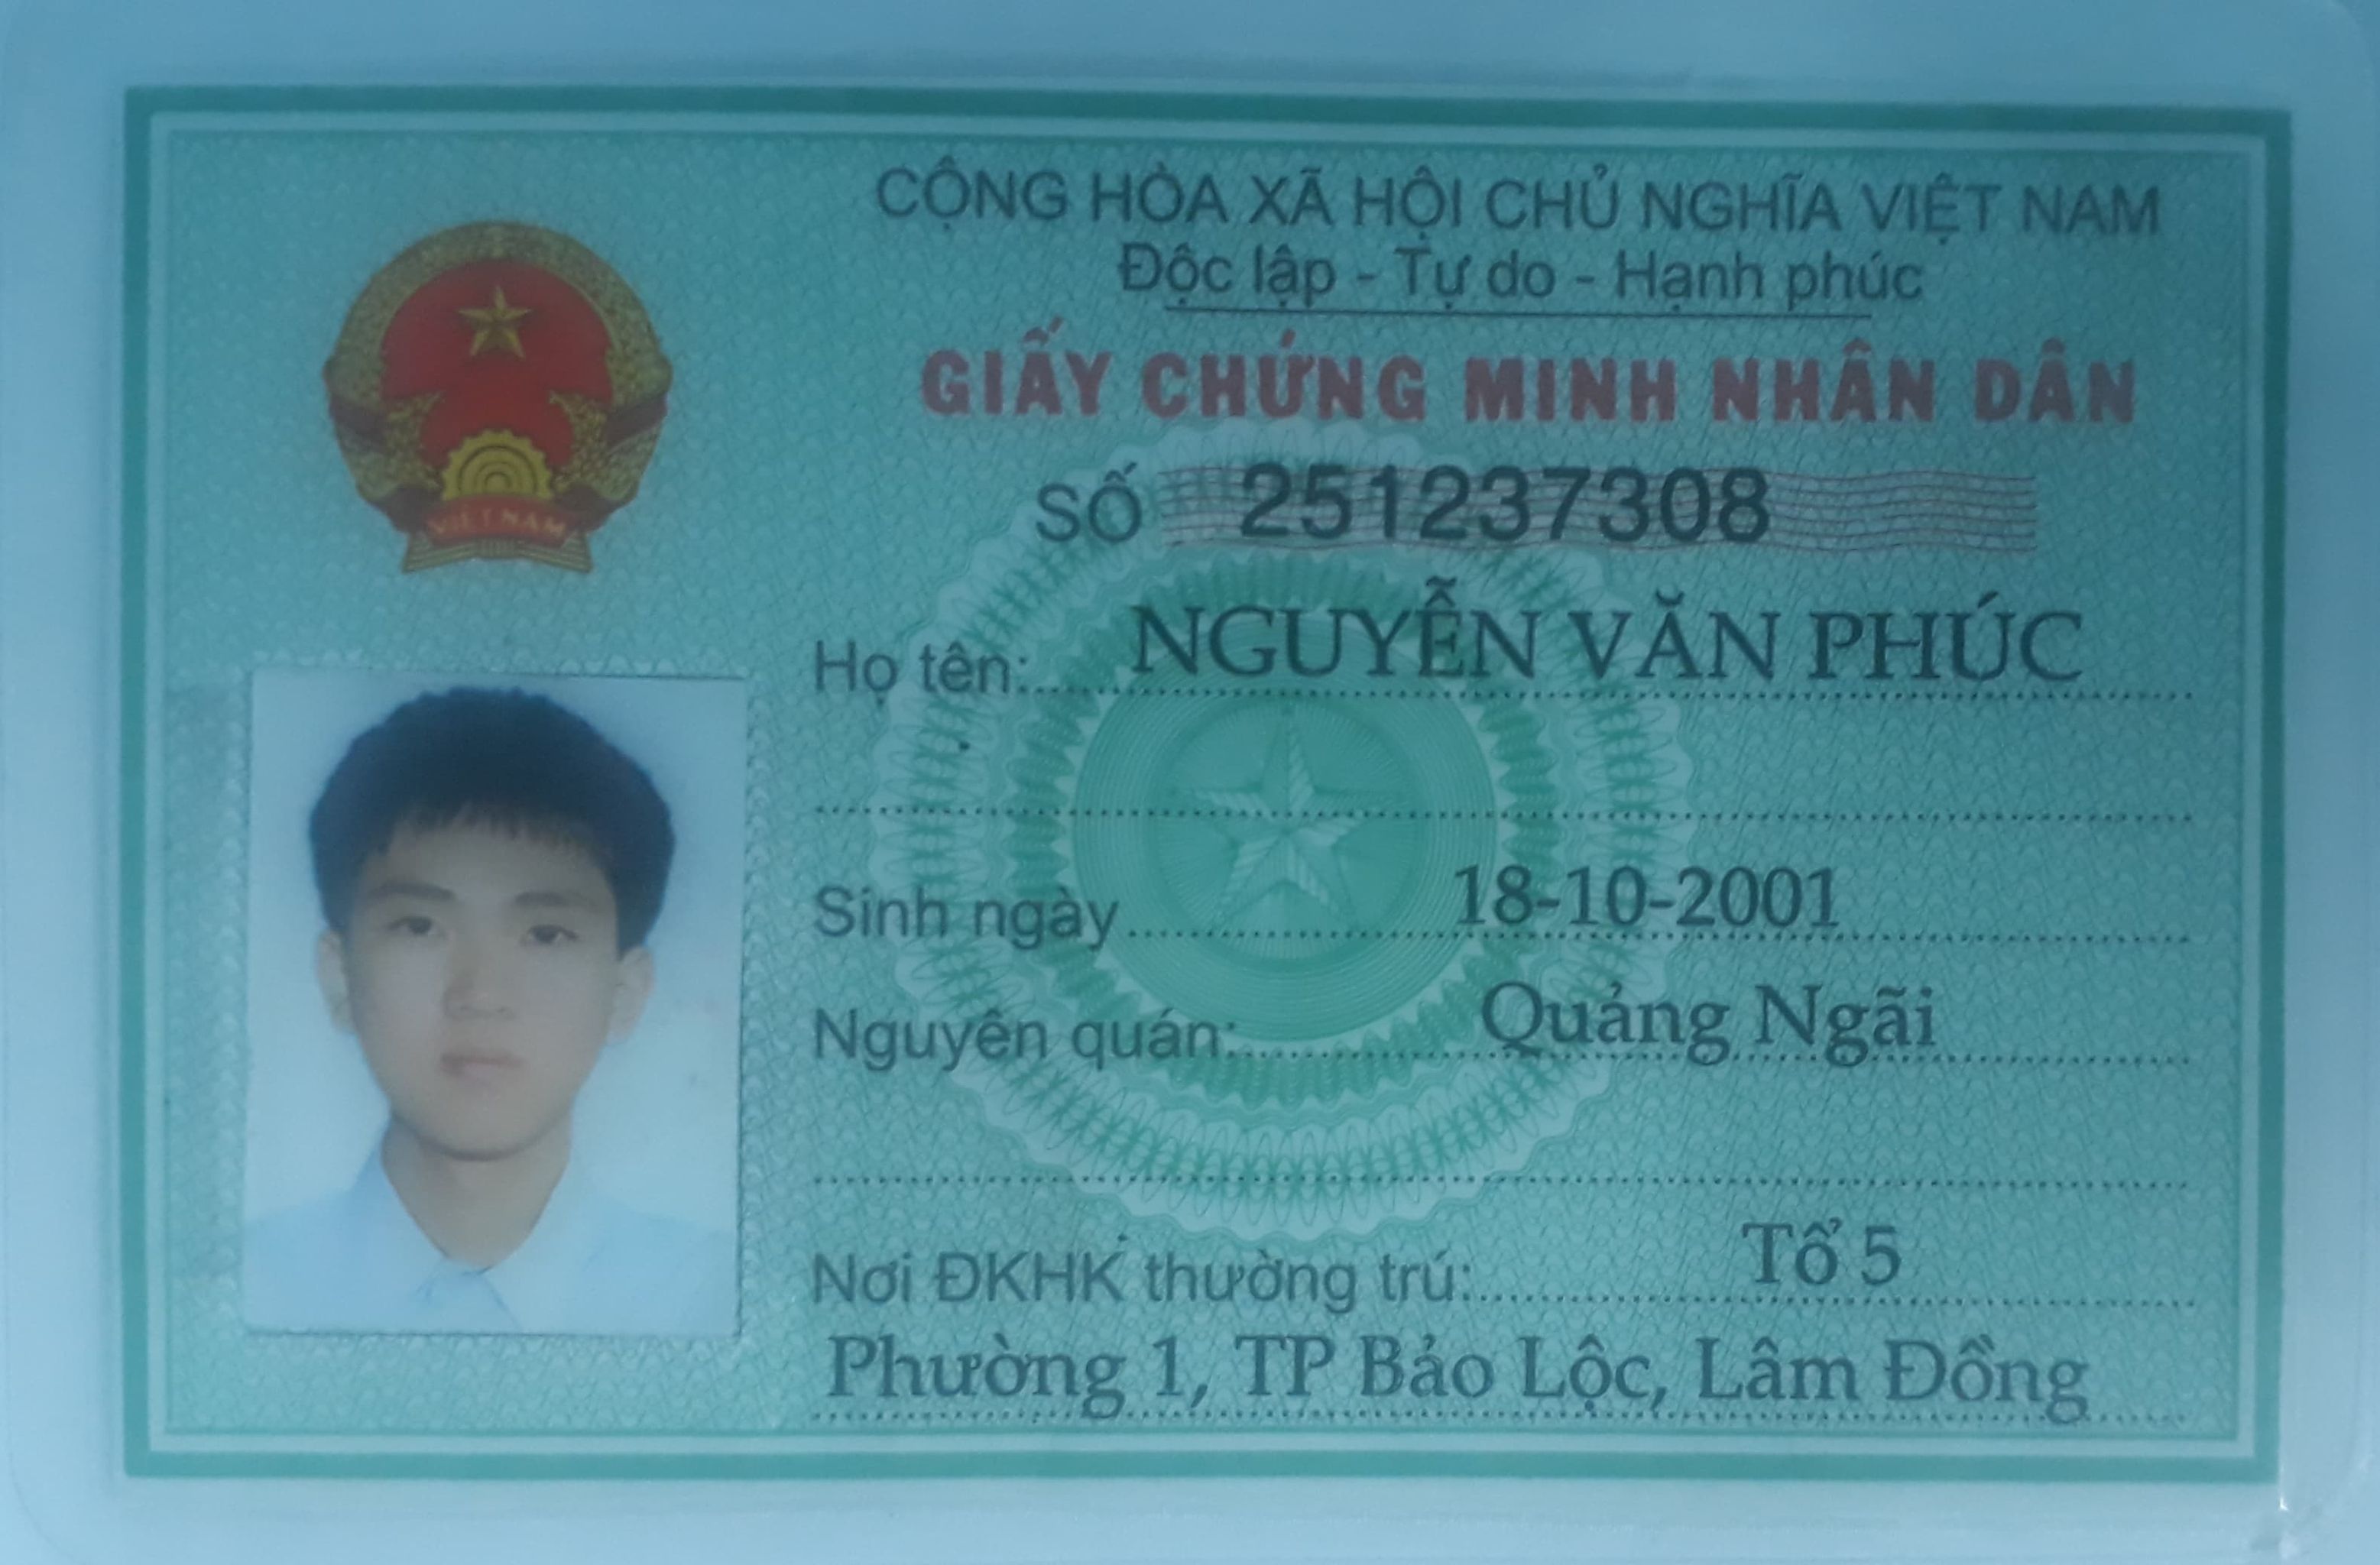 CỘNG HÒA XÃ HỘI CHỦ NGHĨA VIỆT NAM
Độc lập - Tự do - Hạnh phúc
GIẤY CHỨNG MINH NHÂN DÂN
SỐ 251237308
VIỆT NAM
Họ tên: NGUYỄN VĂN PHÚC
Sinh ngày 18-10-2001
Nguyên quán: Quảng Ngãi
Nơi ĐKHK thường trú: Tổ 5
Phường 1, TP Bảo Lộc, Lâm Đồng